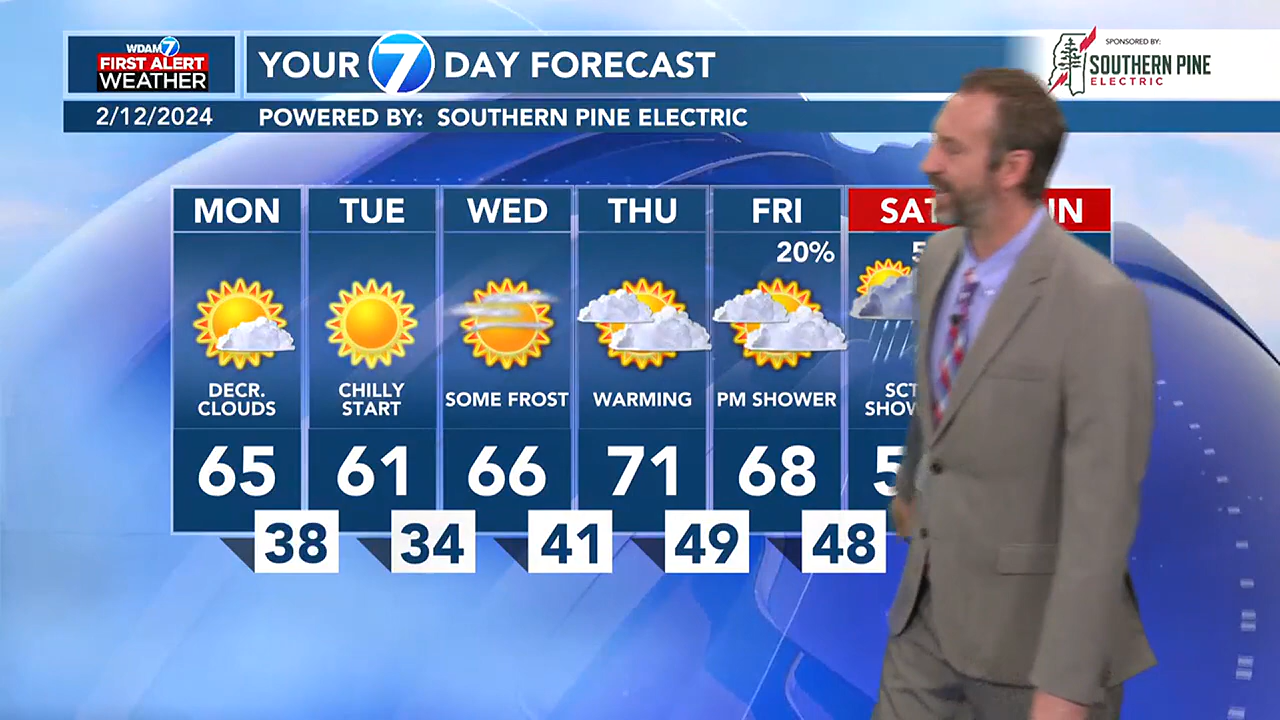 WDAM 7
FIRST ALERT
WEATHER
YOUR 7 DAY FORECAST
SPONSORED BY:
SOUTHERN PINE
ELECTRIC
2/12/2024
POWERED BY: SOUTHERN PINE ELECTRIC
MON TUE WED THU FRI SAT
20%
DECR.
CLOUDS
CHILLY
START
SOME FROST
WARMING
PM SHOWER
65 61 66 71 68
38 34 41 49 48